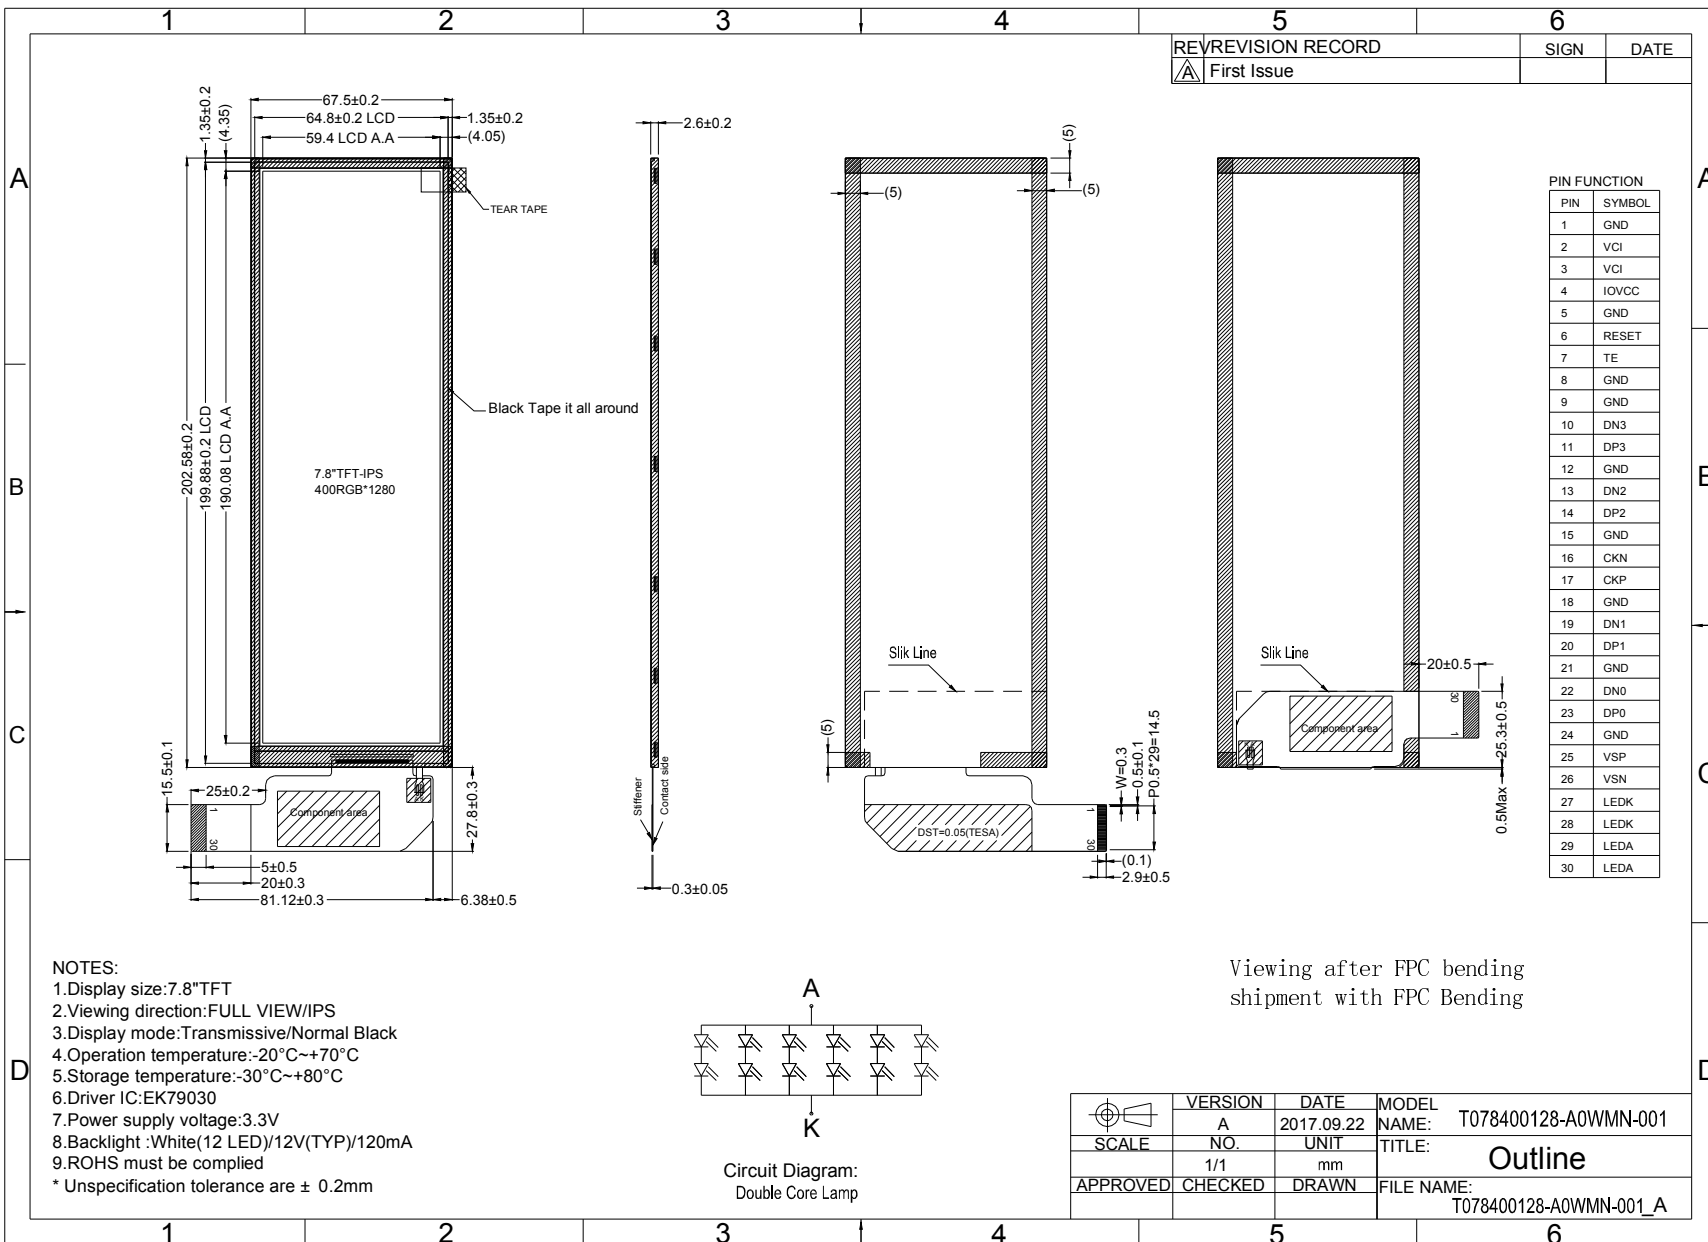 1 2 3 4 5 6
REV REVISION RECORD SIGN DATE
A First Issue
A
B
C
D
67.5±0.2
64.8±0.2 LCD
1.35±0.2
59.4 LCD A.A
(4.05)
1.35±0.2
(4.35)
TEAR TAPE
Black Tape it all around
202.58±0.2
199.88±0.2 LCD
190.08 LCD A.A
7.8"TFT-IPS
400RGB*1280
15.5±0.1
25±0.2
Component area
1
30
27.8±0.3
5±0.5
20±0.3
81.12±0.3
6.38±0.5
2.6±0.2
Stiffener
Contact side
0.3±0.05
(5)
(5)
(5)
Slik Line
(5)
DST=0.05(TESA)
W=0.3
0.5±0.1
P0.5*29=14.5
1
30
(0.1)
2.9±0.5
Slik Line
20±0.5
Component area
30
1
25.3±0.5
0.5Max
PIN FUNCTION
PIN SYMBOL
1 GND
2 VCI
3 VCI
4 IOVCC
5 GND
6 RESET
7 TE
8 GND
9 GND
10 DN3
11 DP3
12 GND
13 DN2
14 DP2
15 GND
16 CKN
17 CKP
18 GND
19 DN1
20 DP1
21 GND
22 DN0
23 DP0
24 GND
25 VSP
26 VSN
27 LEDK
28 LEDK
29 LEDA
30 LEDA
A
B
C
D
NOTES:
1.Display size:7.8"TFT
2.Viewing direction:FULL VIEW/IPS
3.Display mode:Transmissive/Normal Black
4.Operation temperature:-20°C~+70°C
5.Storage temperature:-30°C~+80°C
6.Driver IC:EK79030
7.Power supply voltage:3.3V
8.Backlight :White(12 LED)/12V(TYP)/120mA
9.ROHS must be complied
* Unspecification tolerance are ± 0.2mm
A
K
Circuit Diagram:
Double Core Lamp
Viewing after FPC bending
shipment with FPC Bending
VERSION DATE MODEL NAME: T078400128-A0WMN-001
A 2017.09.22
SCALE NO. UNIT TITLE: Outline
1/1 mm
APPROVED CHECKED DRAWN FILE NAME:
T078400128-A0WMN-001_A
1 2 3 4 5 6